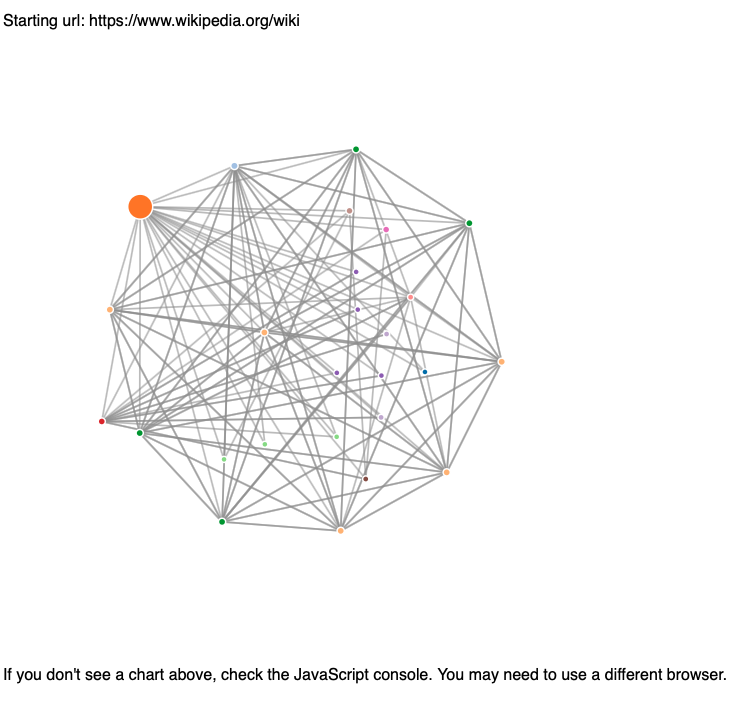 Starting url: https://www.wikipedia.org/wiki
If you don't see a chart above, check the JavaScript console. You may need to use a different browser.